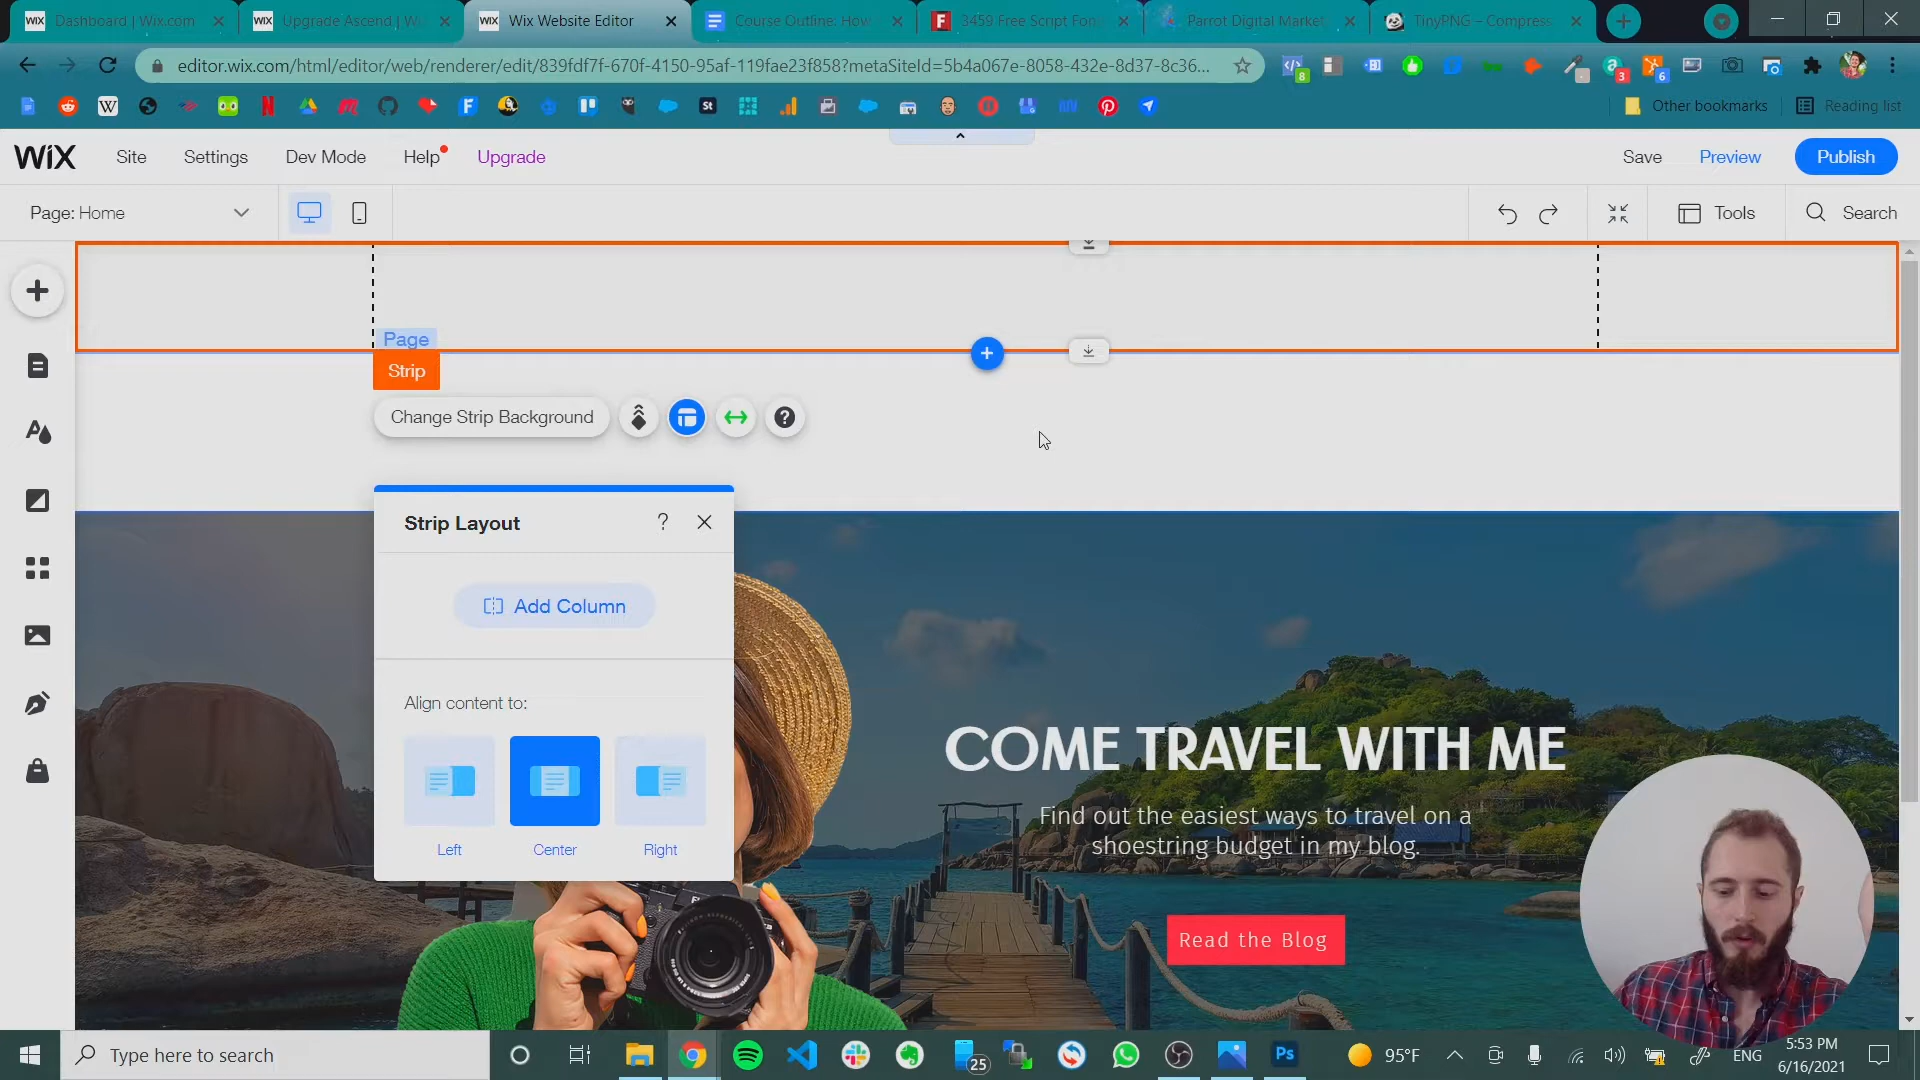 Dashboard | Wix.com
Upgrade Ascend | Wi
Wix Website Editor
Course Outline: How
3459 Free Script Fon
Parrot Digital Market
TinyPNG – Compress
editor.wix.com/html/editor/web/renderer/edit/839fdf7f-670f-4150-95af-119fae23f858?metaSiteId=5b4a067e-8058-432e-8d37-8c36...
Other bookmarks
Reading list
WiX
Site
Settings
Dev Mode
Help
Upgrade
Save
Preview
Publish
Page: Home
Tools
Search
Page
Strip
Change Strip Background
Strip Layout
Add Column
Align content to:
Left
Center
Right
COME TRAVEL WITH ME
Find out the easiest ways to travel on a
shoestring budget in my blog.
Read the Blog
Type here to search
25
Ps
95°F
ENG
5:53 PM
6/16/2021